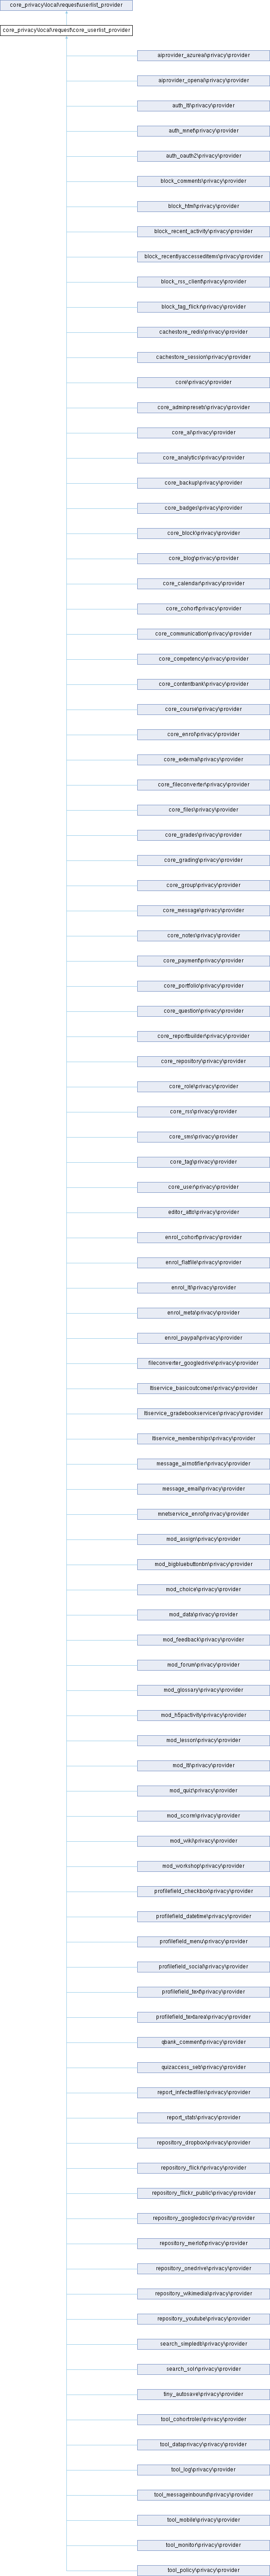 core_privacy\local\request\userlist_provider
core_privacy\local\request\core_userlist_provider
aiprovider_azureai\privacy\provider
aiprovider_openai\privacy\provider
auth_lti\privacy\provider
auth_mnet\privacy\provider
auth_oauth2\privacy\provider
block_comments\privacy\provider
block_html\privacy\provider
block_recent_activity\privacy\provider
block_recentlyaccesseditems\privacy\provider
block_rss_client\privacy\provider
block_tag_flickr\privacy\provider
cachestore_redis\privacy\provider
cachestore_session\privacy\provider
core\privacy\provider
core_adminpresets\privacy\provider
core_ai\privacy\provider
core_analytics\privacy\provider
core_backup\privacy\provider
core_badges\privacy\provider
core_block\privacy\provider
core_blog\privacy\provider
core_calendar\privacy\provider
core_cohort\privacy\provider
core_communication\privacy\provider
core_competency\privacy\provider
core_contentbank\privacy\provider
core_course\privacy\provider
core_enrol\privacy\provider
core_external\privacy\provider
core_fileconverter\privacy\provider
core_files\privacy\provider
core_grades\privacy\provider
core_grading\privacy\provider
core_group\privacy\provider
core_message\privacy\provider
core_notes\privacy\provider
core_payment\privacy\provider
core_portfolio\privacy\provider
core_question\privacy\provider
core_reportbuilder\privacy\provider
core_repository\privacy\provider
core_role\privacy\provider
core_rss\privacy\provider
core_sms\privacy\provider
core_tag\privacy\provider
core_user\privacy\provider
editor_atto\privacy\provider
enrol_cohort\privacy\provider
enrol_flatfile\privacy\provider
enrol_lti\privacy\provider
enrol_meta\privacy\provider
enrol_paypal\privacy\provider
fileconverter_googledrive\privacy\provider
ltiservice_basicoutcomes\privacy\provider
ltiservice_gradebookservices\privacy\provider
ltiservice_memberships\privacy\provider
message_airnotifier\privacy\provider
message_email\privacy\provider
mnetservice_enrol\privacy\provider
mod_assign\privacy\provider
mod_bigbluebuttonbn\privacy\provider
mod_choice\privacy\provider
mod_data\privacy\provider
mod_feedback\privacy\provider
mod_forum\privacy\provider
mod_glossary\privacy\provider
mod_h5pactivity\privacy\provider
mod_lesson\privacy\provider
mod_lti\privacy\provider
mod_quiz\privacy\provider
mod_scorm\privacy\provider
mod_wiki\privacy\provider
mod_workshop\privacy\provider
profilefield_checkbox\privacy\provider
profilefield_datetime\privacy\provider
profilefield_menu\privacy\provider
profilefield_social\privacy\provider
profilefield_text\privacy\provider
profilefield_textarea\privacy\provider
qbank_comment\privacy\provider
quizaccess_seb\privacy\provider
report_infectedfiles\privacy\provider
report_stats\privacy\provider
repository_dropbox\privacy\provider
repository_flickr\privacy\provider
repository_flickr_public\privacy\provider
repository_googledocs\privacy\provider
repository_merlot\privacy\provider
repository_onedrive\privacy\provider
repository_wikimedia\privacy\provider
repository_youtube\privacy\provider
search_simpledb\privacy\provider
search_solr\privacy\provider
tiny_autosave\privacy\provider
tool_cohortroles\privacy\provider
tool_dataprivacy\privacy\provider
tool_log\privacy\provider
tool_messageinbound\privacy\provider
tool_mobile\privacy\provider
tool_monitor\privacy\provider
tool_policy\privacy\provider